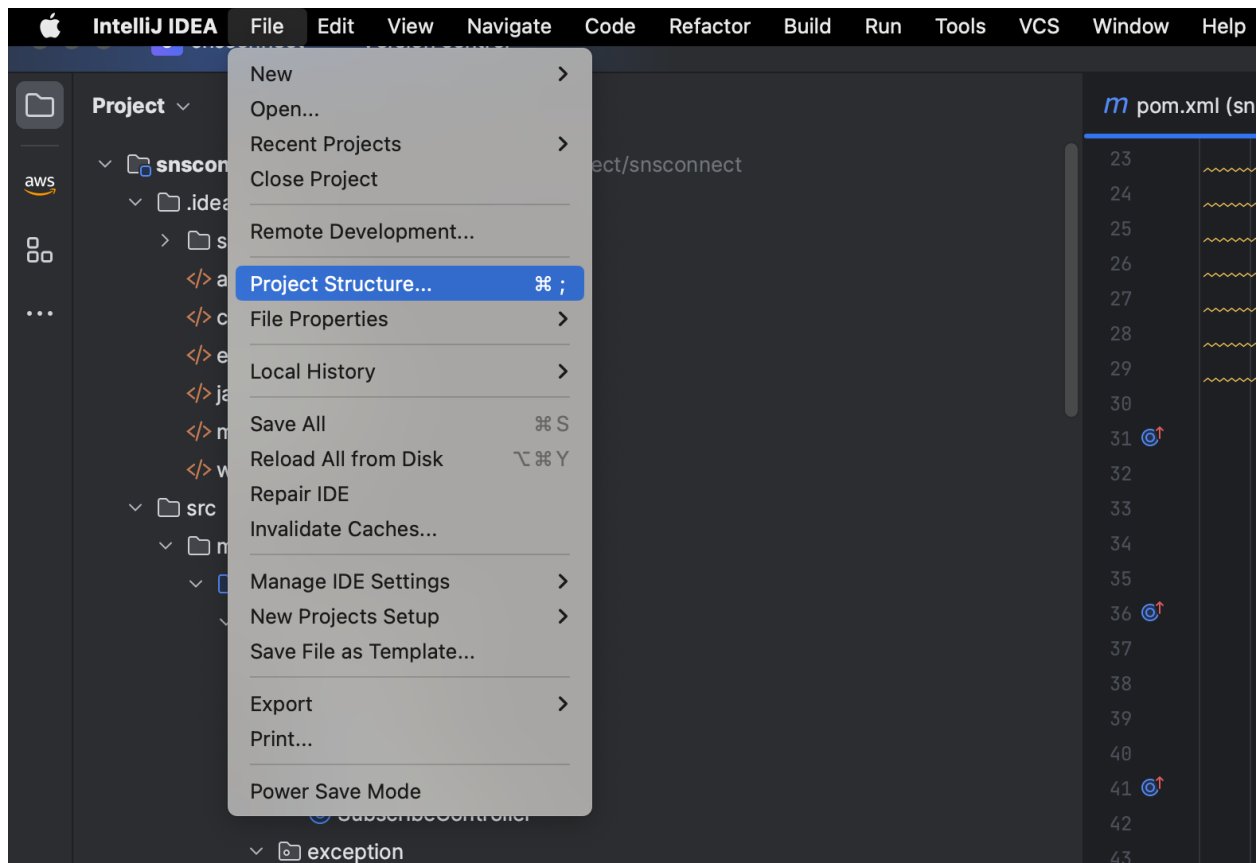 IntelliJ IDEA File Edit View Navigate Code Refactor Build Run Tools VCS Window Help
Project
m pom.xml (sn
aws
snscon
ect/snsconnect
.idea
src
New
Open...
Recent Projects
Close Project
Remote Development...
Project Structure... ⌘ ;
File Properties
Local History
Save All ⌘ S
Reload All from Disk ⌥ ⌘ Y
Repair IDE
Invalidate Caches...
Manage IDE Settings
New Projects Setup
Save File as Template...
Export
Print...
Power Save Mode
SubscribeController
exception
23
24
25
26
27
28
29
30
31
32
33
34
35
36
37
38
39
40
41
42
43